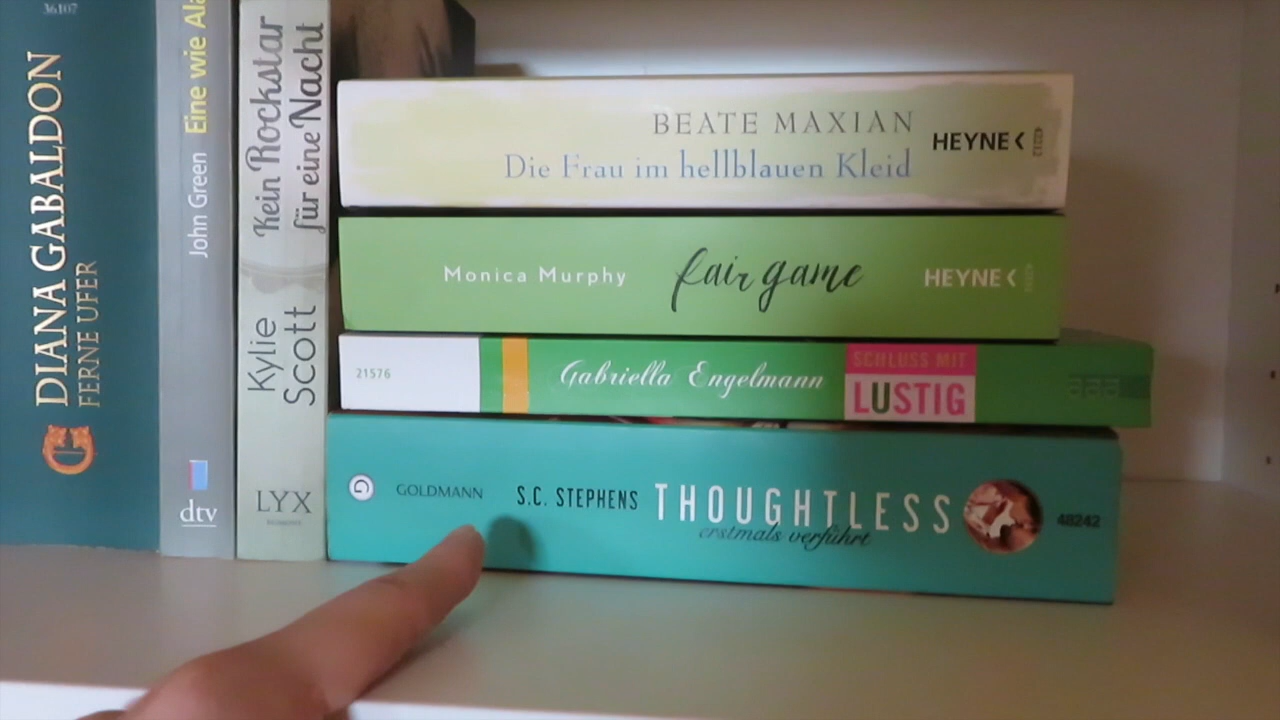 36107
DIANA GABALDON
FERNE UFER
John Green
Eine wie Ala
dtv
Kein Rockstar
für eine Nacht
Kylie
Scott
LYX
BEATE MAXIAN
Die Frau im hellblauen Kleid
HEYNE
Monica Murphy
fair game
HEYNE
21576
Gabriella Engelmann
SCHLUSS MIT
LUSTIG
G
GOLDMANN
S.C. STEPHENS
THOUGHTLESS
erstmals verführt
48242